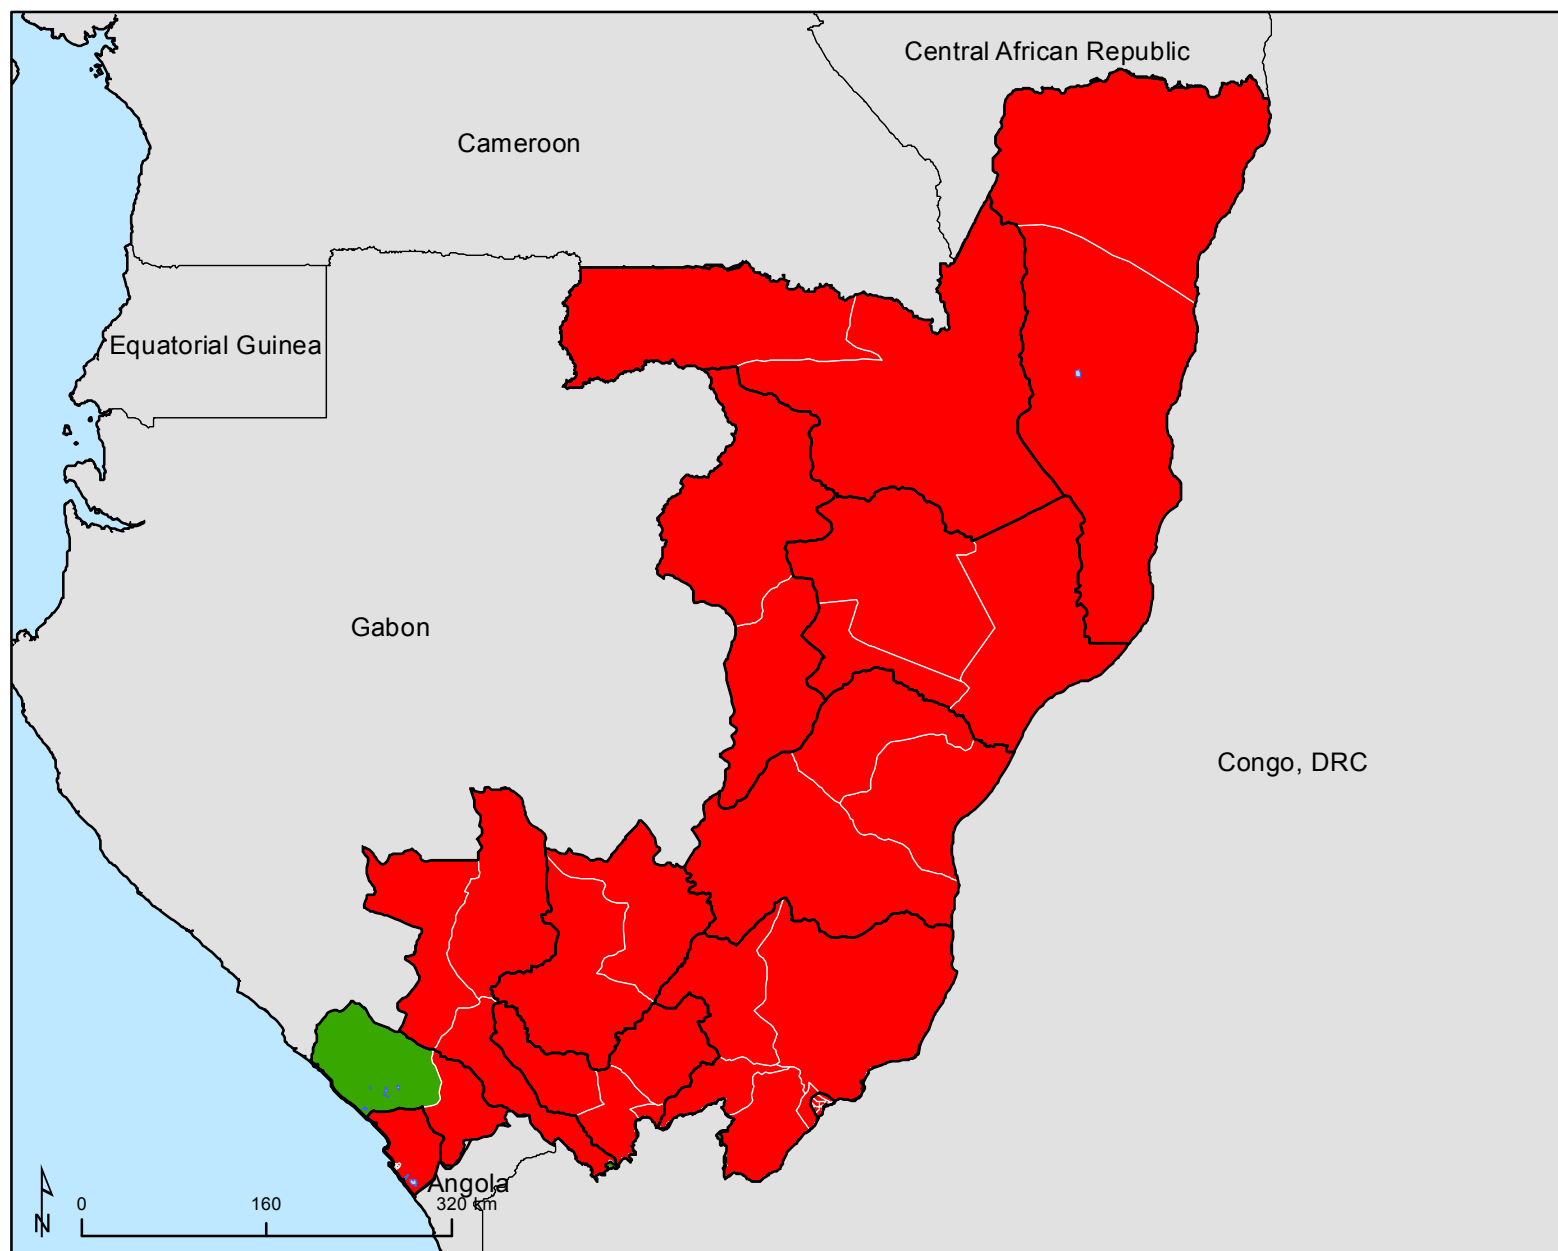 Central African Republic
Cameroon
Equatorial Guinea
Gabon
Congo, DRC
Angola
0 160 320 km
N